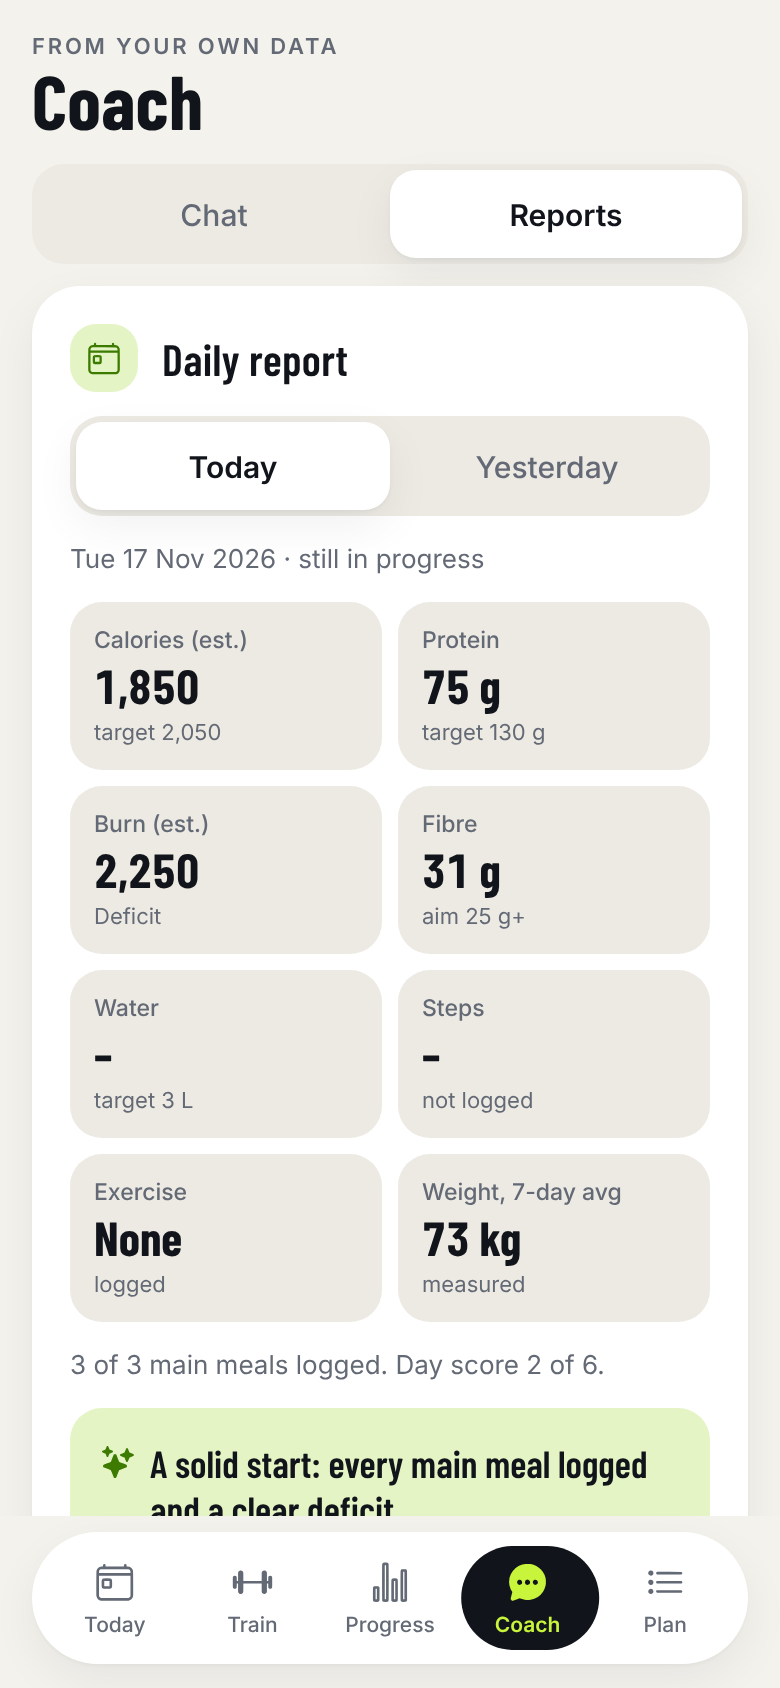 FROM YOUR OWN DATA
Coach
Chat
Reports
Daily report
Today
Yesterday
Tue 17 Nov 2026 · still in progress
Calories (est.)
1,850
target 2,050
Protein
75 g
target 130 g
Burn (est.)
2,250
Deficit
Fibre
31 g
aim 25 g+
Water
–
target 3 L
Steps
–
not logged
Exercise
None
logged
Weight, 7-day avg
73 kg
measured
3 of 3 main meals logged. Day score 2 of 6.
A solid start: every main meal logged
and a clear deficit
Today
Train
Progress
Coach
Plan